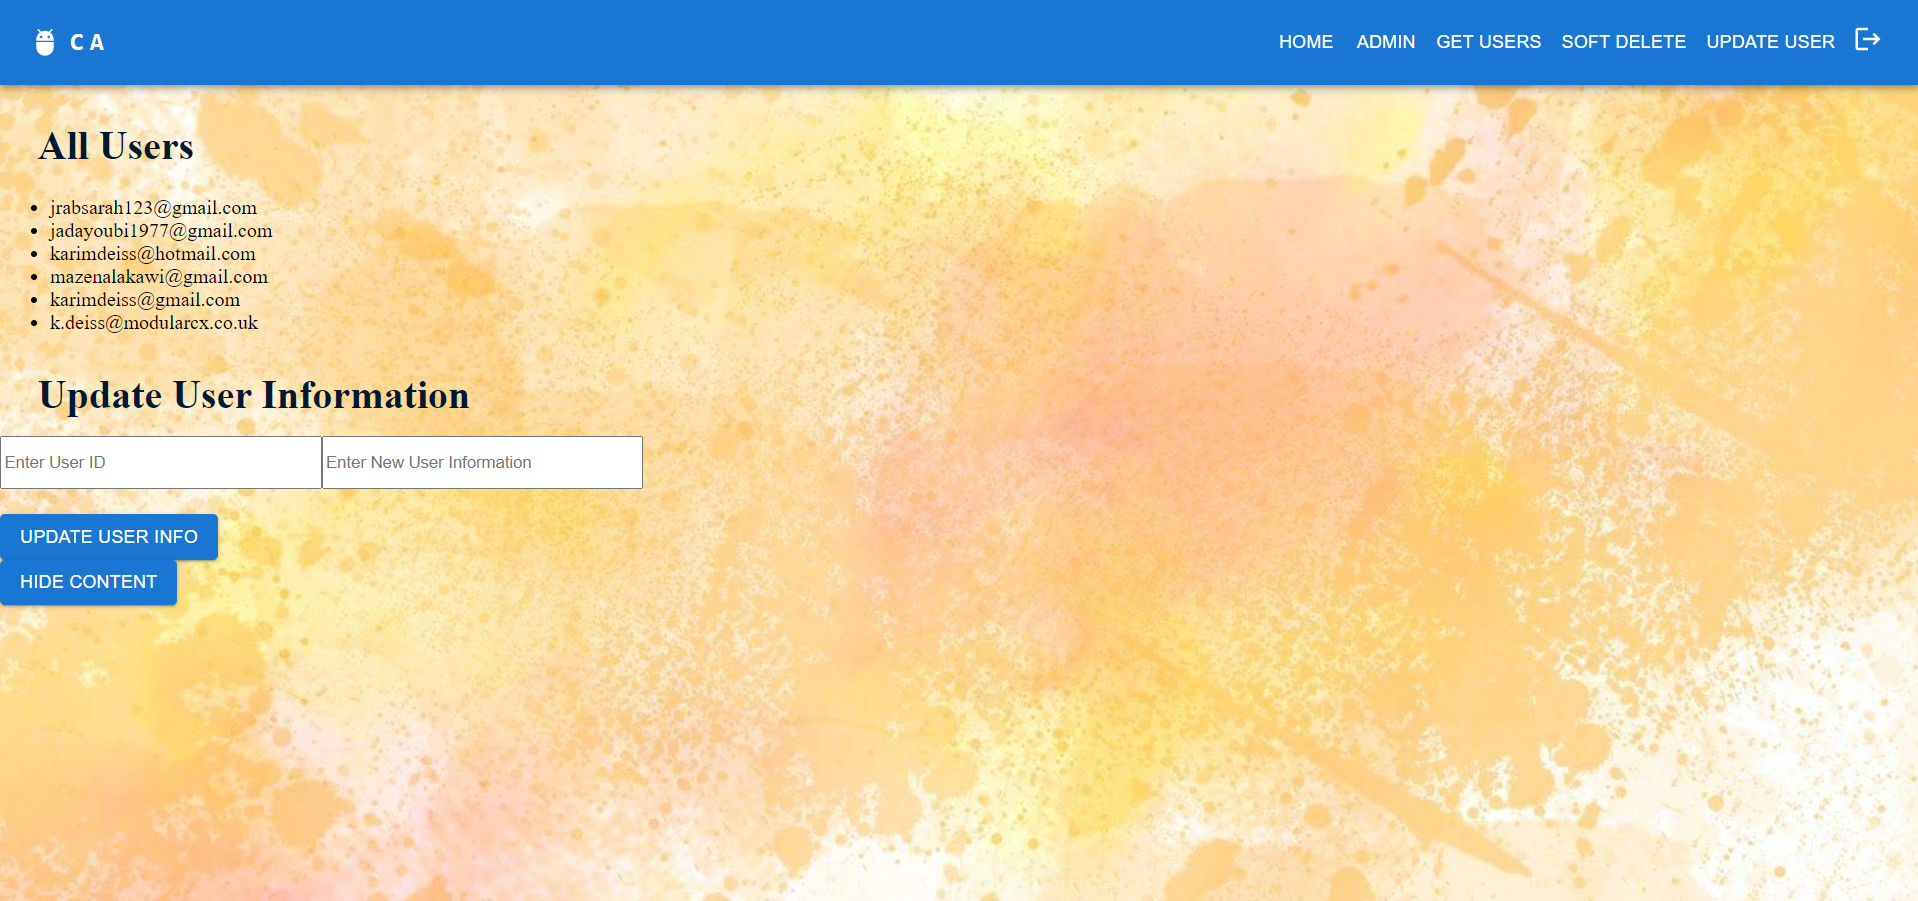 C A
HOME ADMIN GET USERS SOFT DELETE UPDATE USER
All Users
jrabsarah123@gmail.com
jadayoubi1977@gmail.com
karimdeiss@hotmail.com
mazenalakawi@gmail.com
karimdeiss@gmail.com
k.deiss@modularcx.co.uk
Update User Information
Enter User ID
Enter New User Information
UPDATE USER INFO
HIDE CONTENT